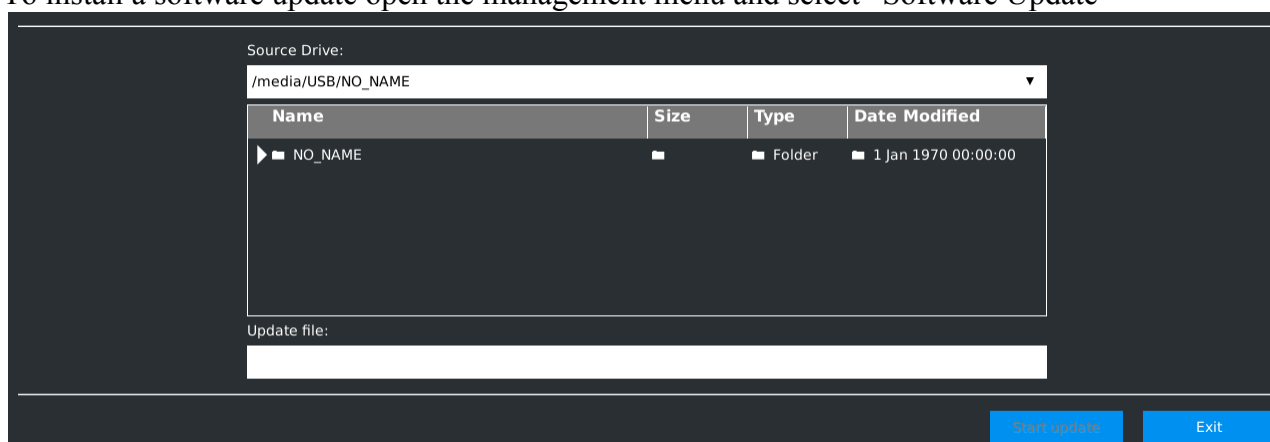 To install a software update open the management menu and select "Software Update"
Source Drive:
/media/USB/NO_NAME
Name Size Type Date Modified
NO_NAME Folder 1 Jan 1970 00:00:00
Update file:
Start update Exit